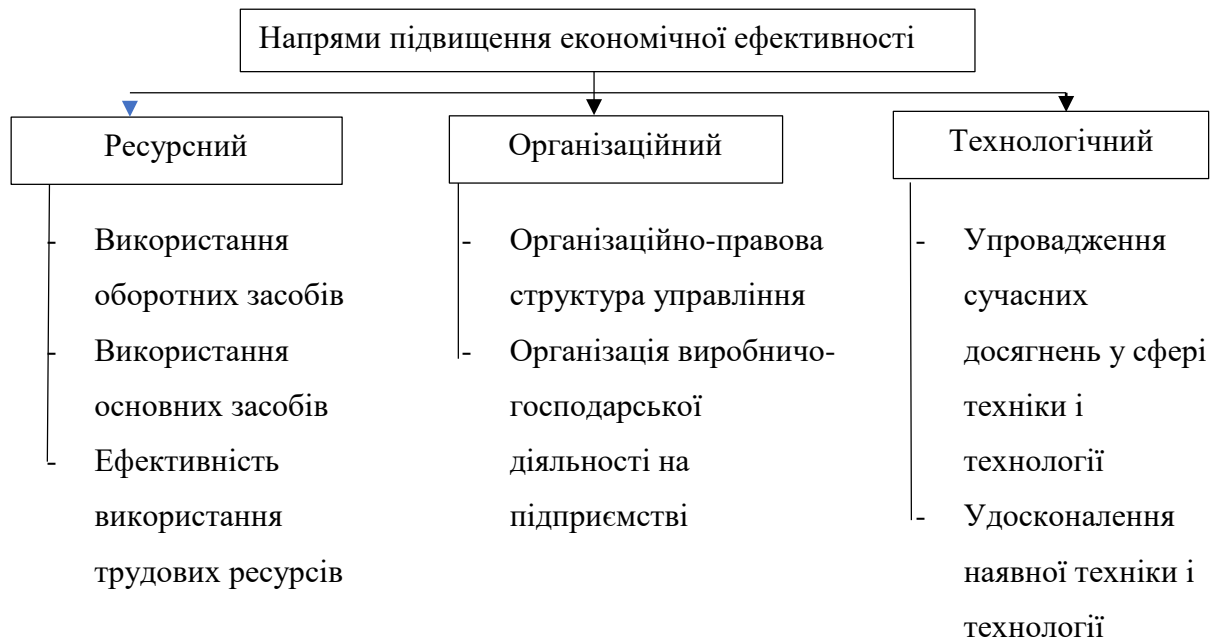 Напрями підвищення економічної ефективності
Ресурсний
- Використання
оборотних засобів
- Використання
основних засобів
- Ефективність
використання
трудових ресурсів
Організаційний
- Організаційно-правова
структура управління
- Організація виробничо-
господарської
діяльності на
підприємстві
Технологічний
- Упровадження
сучасних
досягнень у сфері
техніки і
технології
- Удосконалення
наявної техніки і
технології